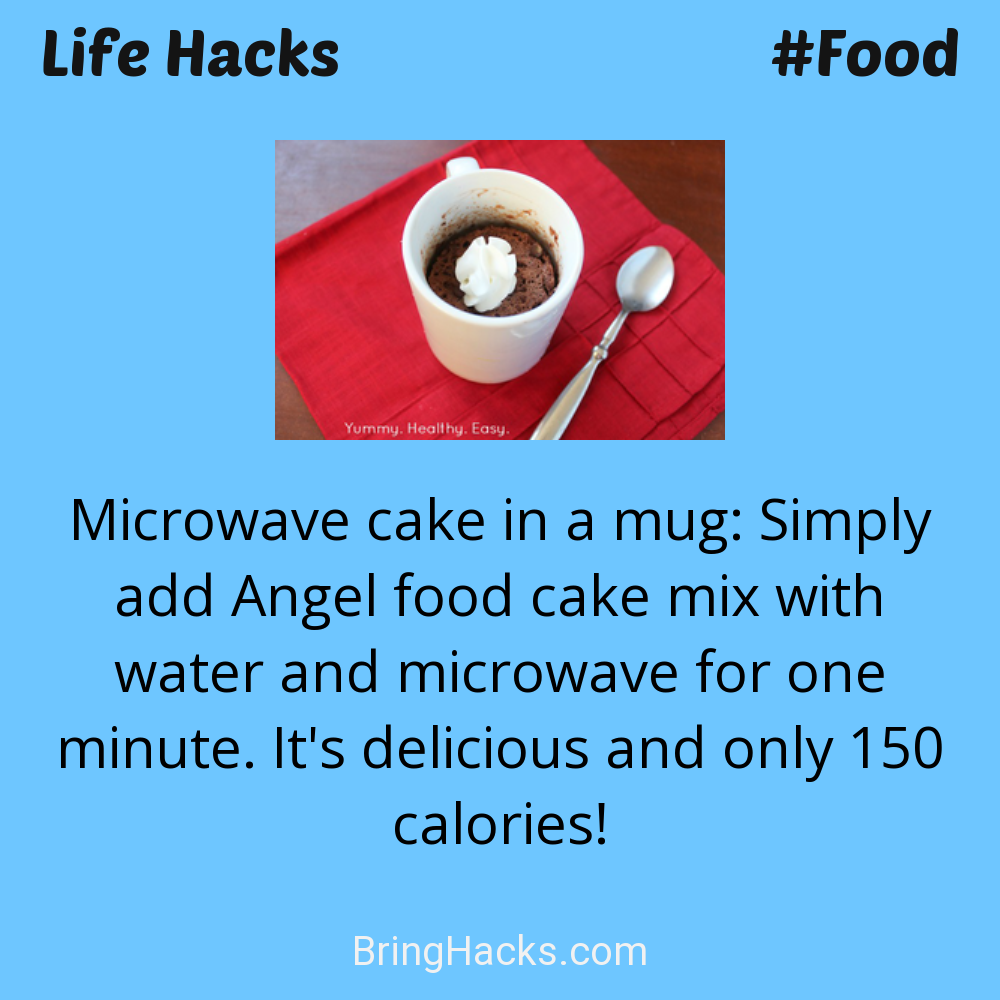 Life Hacks
#Food
Yummy. Healthy. Easy.
Microwave cake in a mug: Simply
add Angel food cake mix with
water and microwave for one
minute. It's delicious and only 150
calories!
BringHacks.com